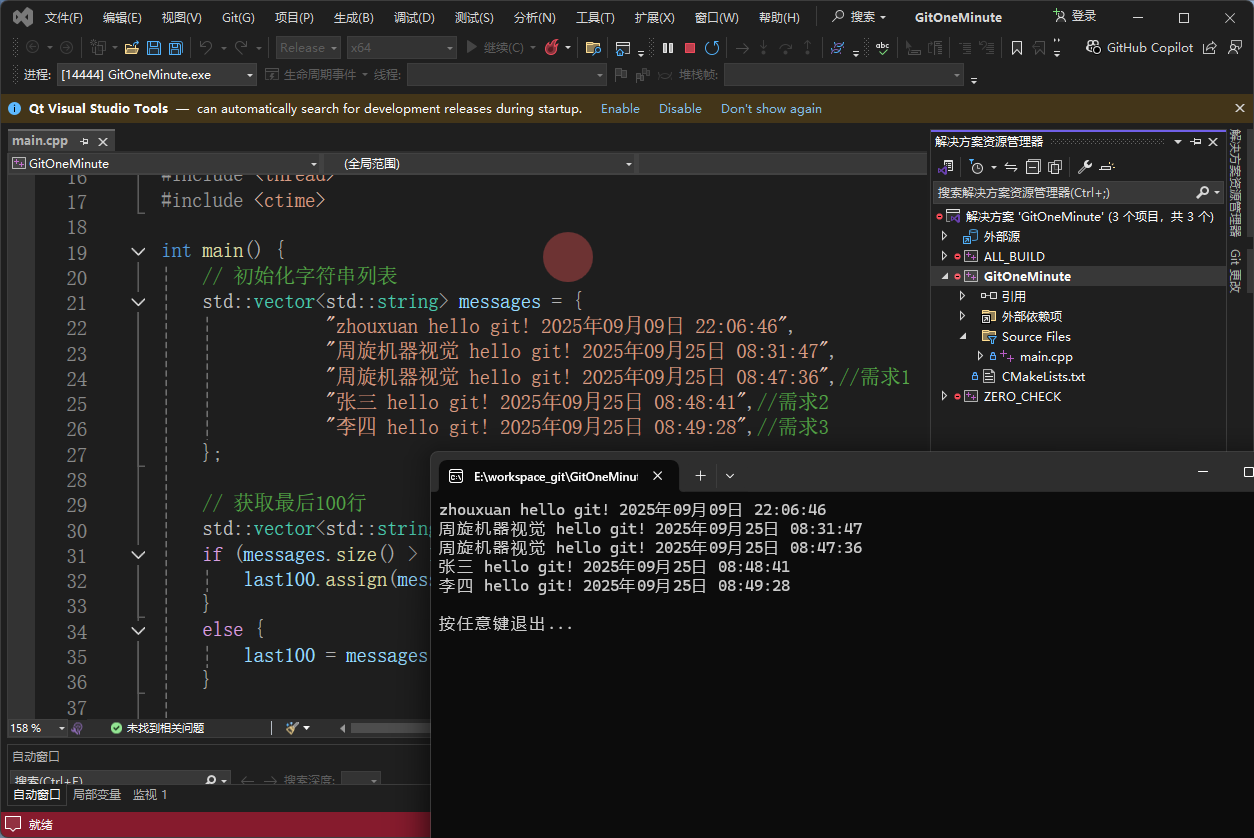 文件(F) 编辑(E) 视图(V) Git(G) 项目(P) 生成(B) 调试(D) 测试(S) 分析(N) 工具(T) 扩展(X) 窗口(W) 帮助(H) 搜索 GitOneMinute 登录
Release x64 继续(C) abc GitHub Copilot
进程: [14444] GitOneMinute.exe 生命周期事件 线程: 堆栈帧:
Qt Visual Studio Tools — can automatically search for development releases during startup. Enable Disable Don't show again
main.cpp
GitOneMinute (全局范围)
16 #include <thread>
17 #include <ctime>
18
19 int main() {
20 // 初始化字符串列表
21 std::vector<std::string> messages = {
22 "zhouxuan hello git! 2025年09月09日 22:06:46",
23 "周旋机器视觉 hello git! 2025年09月25日 08:31:47",
24 "周旋机器视觉 hello git! 2025年09月25日 08:47:36",//需求1
25 "张三 hello git! 2025年09月25日 08:48:41",//需求2
26 "李四 hello git! 2025年09月25日 08:49:28",//需求3
27 };
28
29 // 获取最后100行
30 std::vector<std::string
31 if (messages.size() >
32 last100.assign(mess
33 }
34 else {
35 last100 = messages
36 }
37
158 % 未找到相关问题
自动窗口
搜索(Ctrl+E) 搜索深度:
自动窗口 局部变量 监视 1
就绪
解决方案资源管理器
搜索解决方案资源管理器(Ctrl+;)
解决方案 'GitOneMinute' (3 个项目，共 3 个)
外部源
ALL_BUILD
GitOneMinute
引用
外部依赖项
Source Files
main.cpp
CMakeLists.txt
ZERO_CHECK
解决方案资源管理器
Git 更改
E:\workspace_git\GitOneMinut
zhouxuan hello git! 2025年09月09日 22:06:46
周旋机器视觉 hello git! 2025年09月25日 08:31:47
周旋机器视觉 hello git! 2025年09月25日 08:47:36
张三 hello git! 2025年09月25日 08:48:41
李四 hello git! 2025年09月25日 08:49:28
按任意键退出...